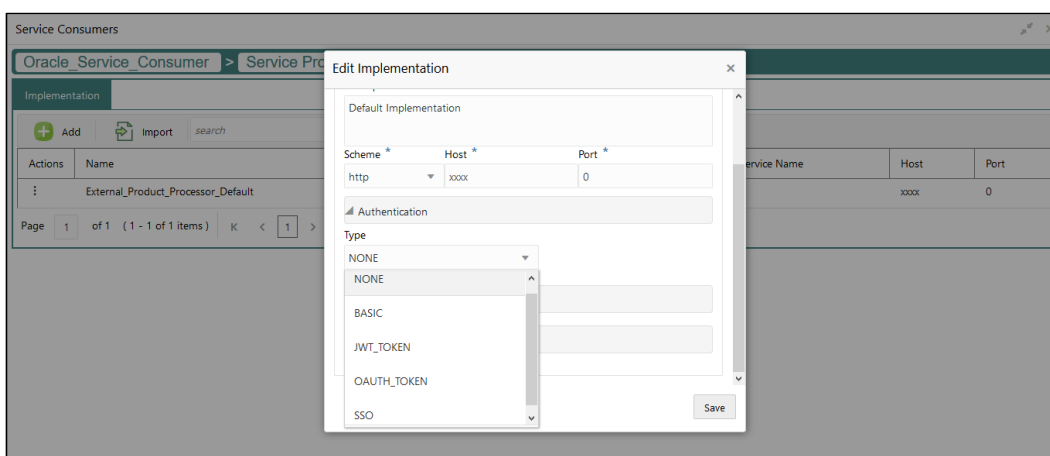 Service Consumers
Oracle_Service_Consumer > Service Pro
Implementation
Add Import search
Actions Name ervice Name Host Port
External_Product_Processor_Default xxxx 0
Page 1 of 1 (1 - 1 of 1 items) K < 1 >
Edit Implementation ×
Default Implementation
Scheme * Host * Port *
http xxxx 0
Authentication
Type
NONE
NONE
BASIC
JWT_TOKEN
OAUTH_TOKEN
SSO
Save